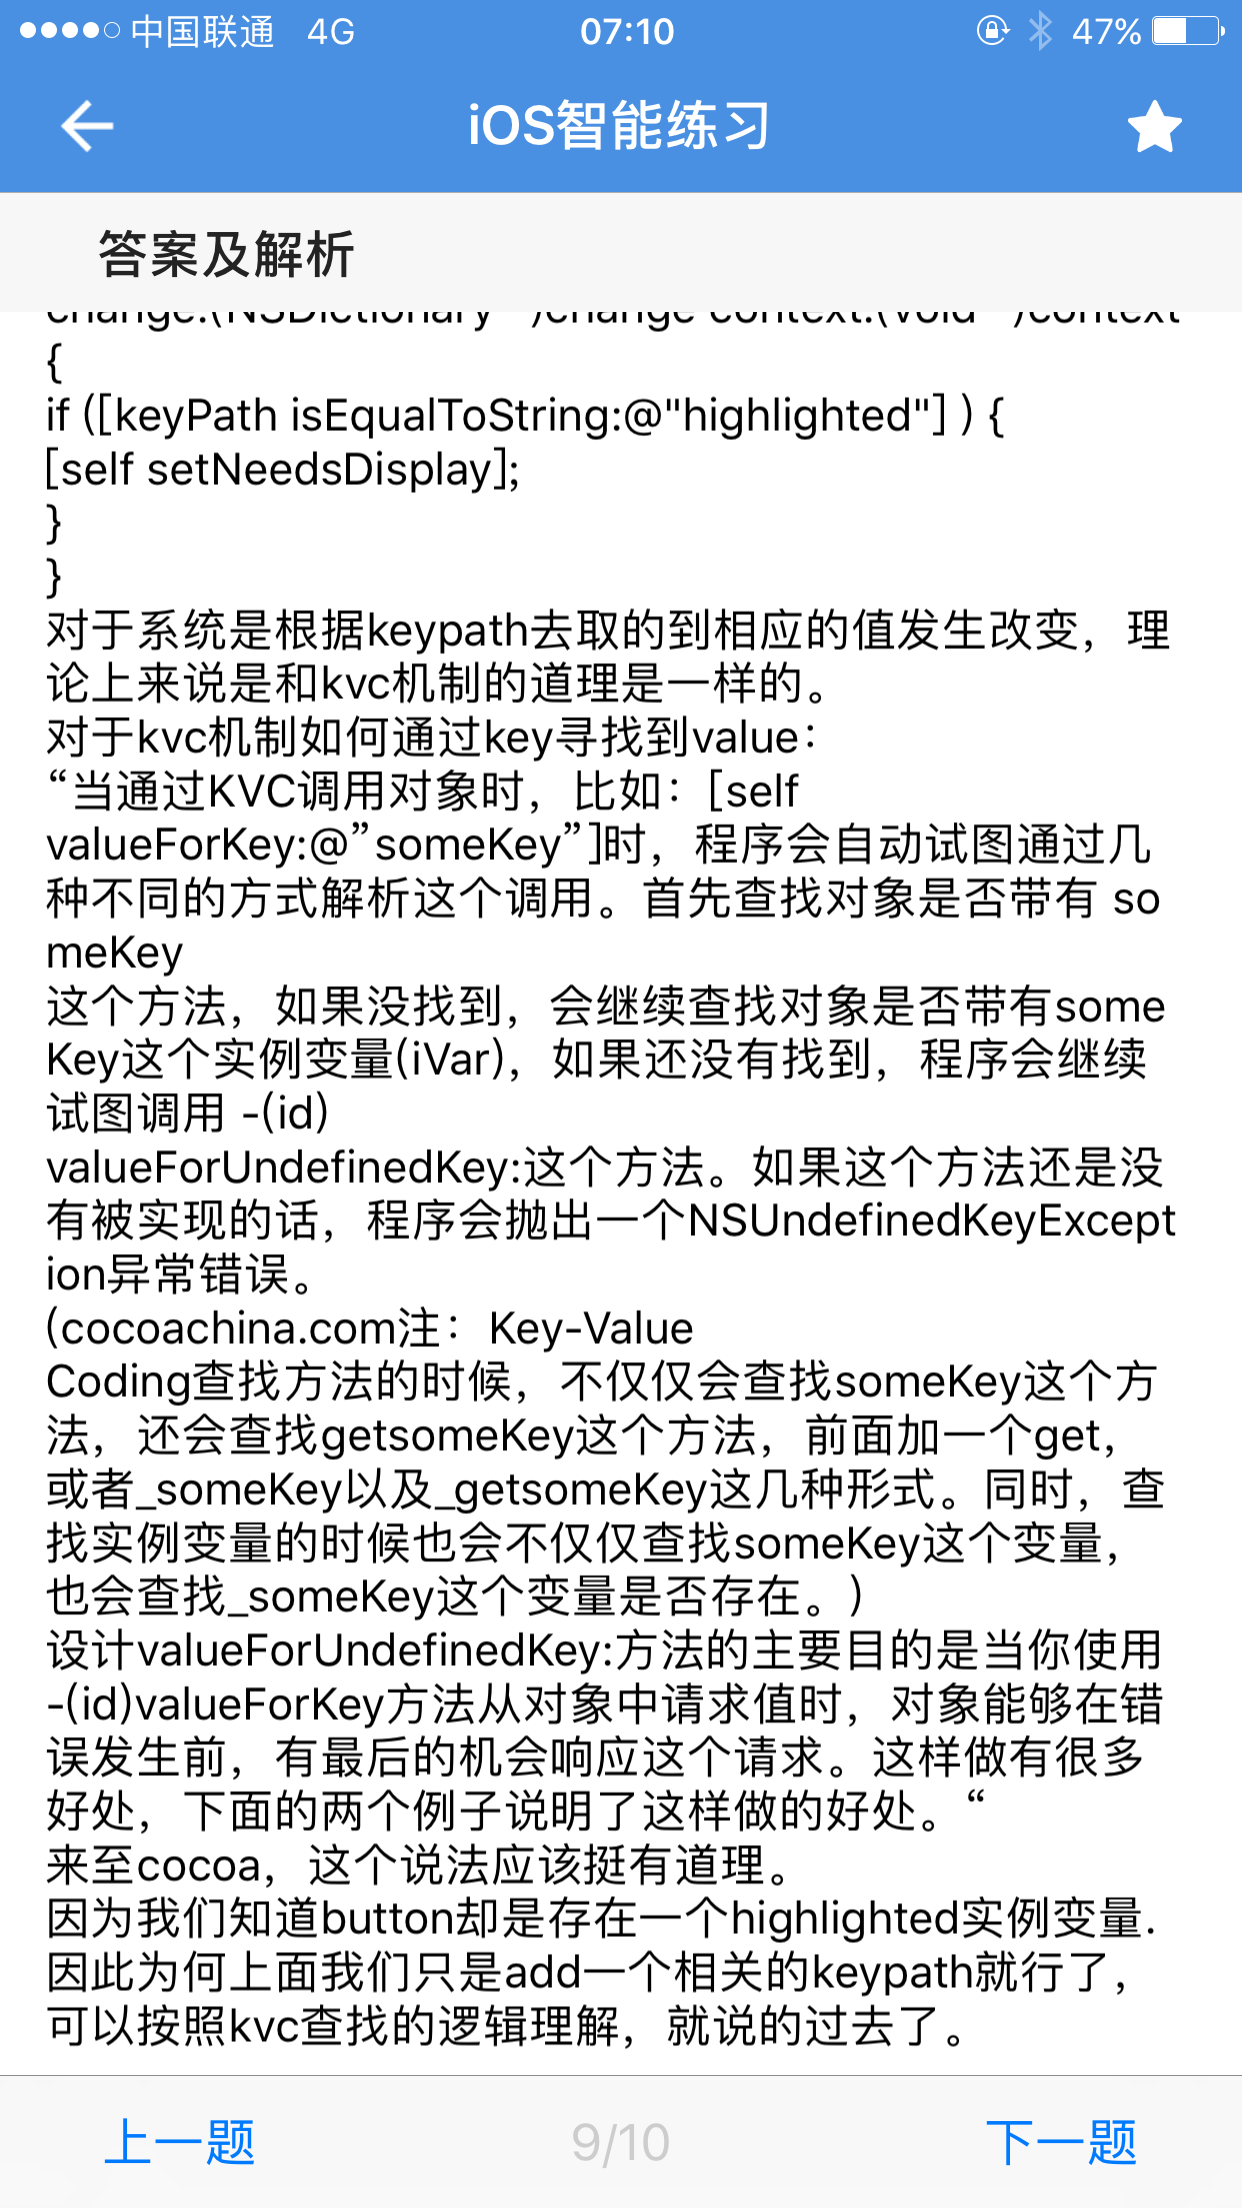 中国联通 4G 07:10 47%
iOS智能练习
答案及解析
change:(NSDictionary *)change context:(void *)context
{
if ([keyPath isEqualToString:@"highlighted"] ) {
[self setNeedsDisplay];
}
}
对于系统是根据keypath去取的到相应的值发生改变，理
论上来说是和kvc机制的道理是一样的。
对于kvc机制如何通过key寻找到value：
“当通过KVC调用对象时，比如：[self
valueForKey:@”someKey”]时，程序会自动试图通过几
种不同的方式解析这个调用。首先查找对象是否带有 so
meKey
这个方法，如果没找到，会继续查找对象是否带有some
Key这个实例变量(iVar)，如果还没有找到，程序会继续
试图调用 -(id)
valueForUndefinedKey:这个方法。如果这个方法还是没
有被实现的话，程序会抛出一个NSUndefinedKeyExcept
ion异常错误。
(cocoachina.com注：Key-Value
Coding查找方法的时候，不仅仅会查找someKey这个方
法，还会查找getsomeKey这个方法，前面加一个get，
或者_someKey以及_getsomeKey这几种形式。同时，查
找实例变量的时候也会不仅仅查找someKey这个变量，
也会查找_someKey这个变量是否存在。)
设计valueForUndefinedKey:方法的主要目的是当你使用
-(id)valueForKey方法从对象中请求值时，对象能够在错
误发生前，有最后的机会响应这个请求。这样做有很多
好处，下面的两个例子说明了这样做的好处。“
来至cocoa，这个说法应该挺有道理。
因为我们知道button却是存在一个highlighted实例变量.
因此为何上面我们只是add一个相关的keypath就行了，
可以按照kvc查找的逻辑理解，就说的过去了。
上一题 9/10 下一题